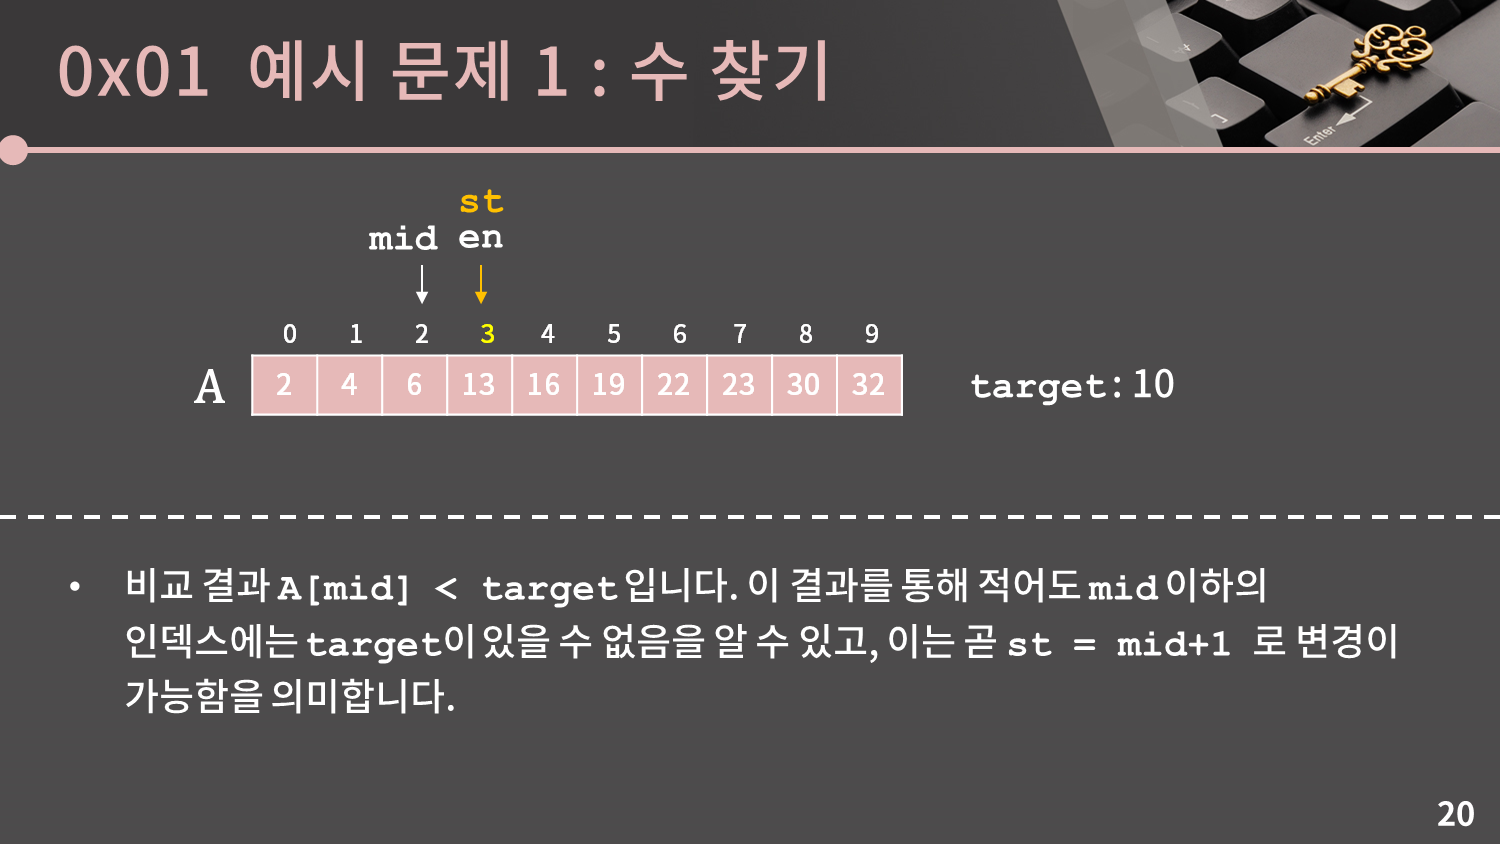 0x01 예시 문제 1 : 수 찾기
Enter
st
mid en
0 1 2 3 4 5 6 7 8 9
A 2 4 6 13 16 19 22 23 30 32 target: 10
• 비교 결과 A[mid] < target 입니다. 이 결과를 통해 적어도 mid 이하의
인덱스에는 target이 있을 수 없음을 알 수 있고, 이는 곧 st = mid+1 로 변경이
가능함을 의미합니다.
20